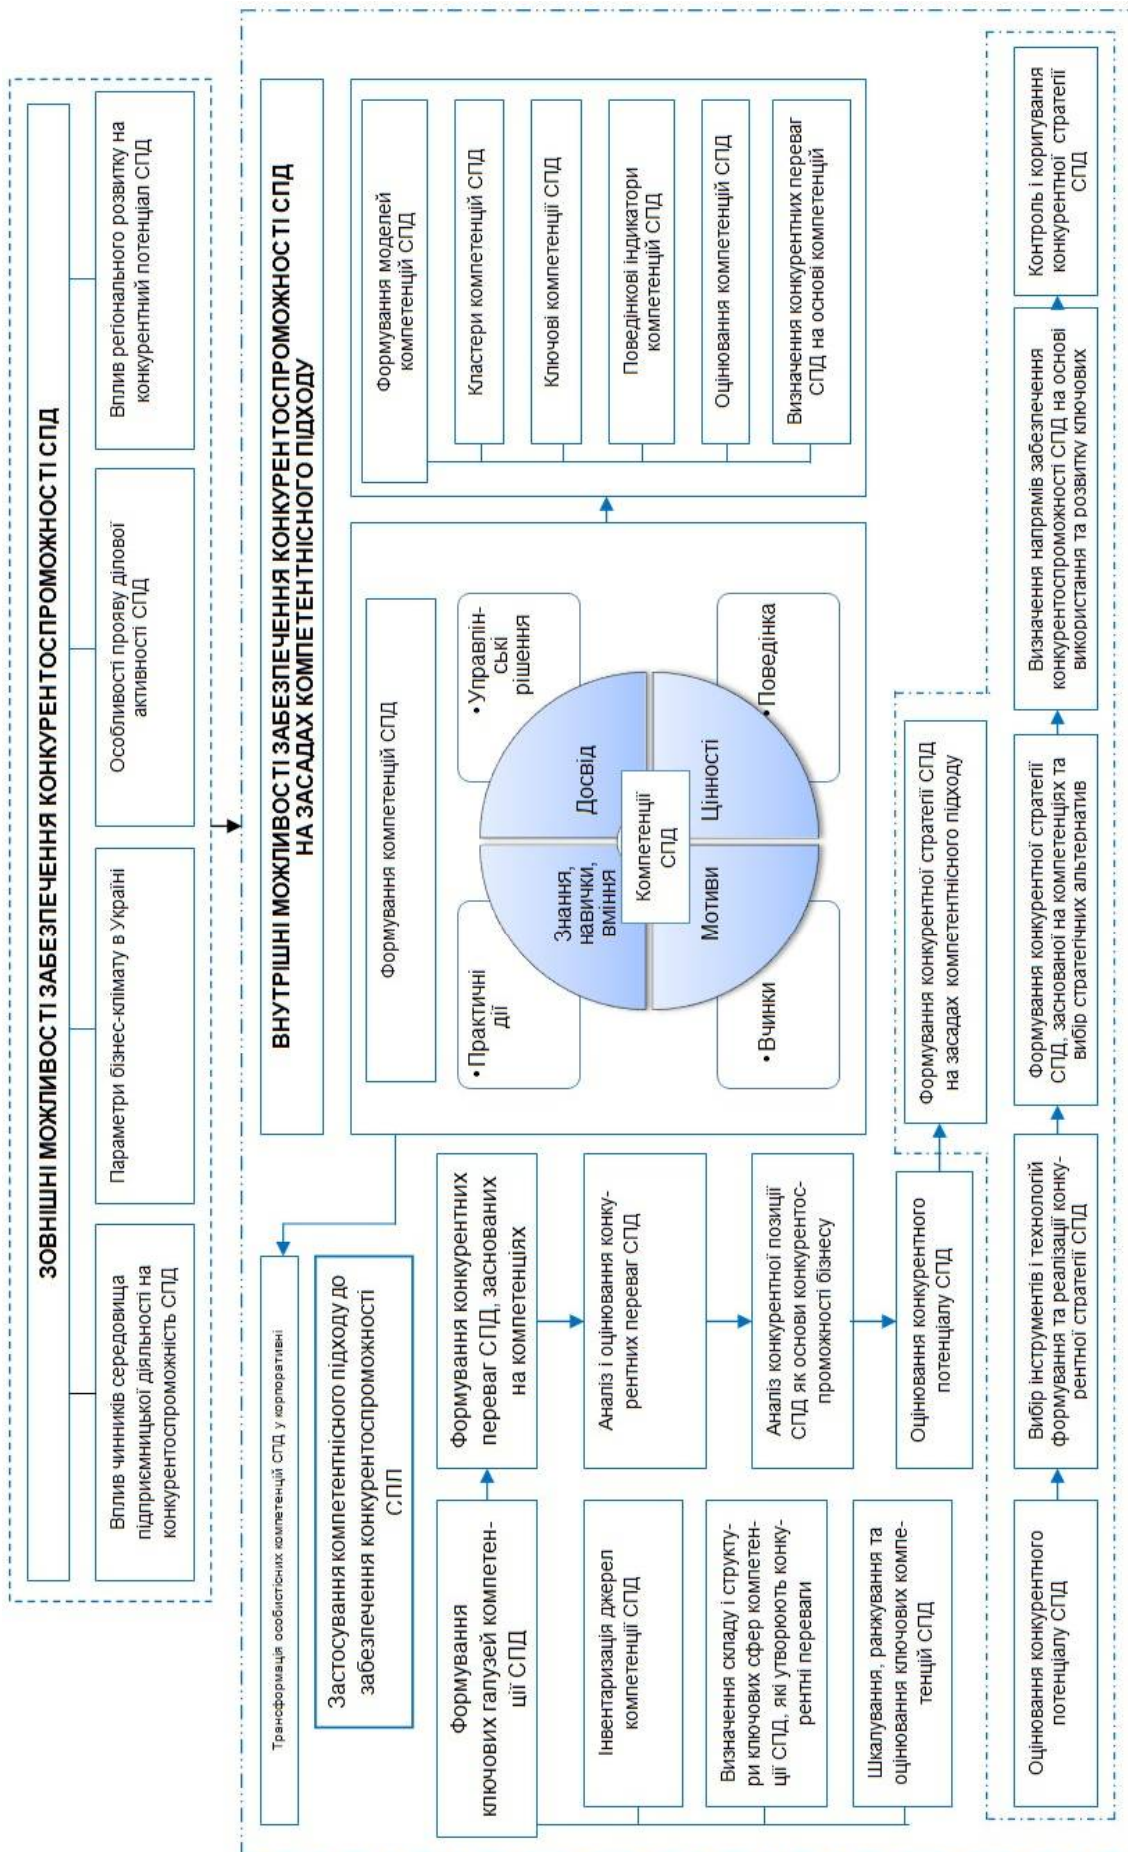 ЗОВНІШНІ МОЖЛИВОСТІ ЗАБЕЗПЕЧЕННЯ КОНКУРЕНТОСПРОМОЖНОСТІ СПД
Вплив чинників середовища
підприємницької діяльності на
конкурентоспроможність СПД
Параметри бізнес-клімату в Україні
Особливості прояву ділової
активності СПД
Вплив регіонального розвитку на
конкурентний потенціал СПД
ВНУТРІШНІ МОЖЛИВОСТІ ЗАБЕЗПЕЧЕННЯ КОНКУРЕНТОСПРОМОЖНОСТІ СПД
НА ЗАСАДАХ КОМПЕТЕНТНІСНОГО ПІДХОДУ
Трансформація особистісних компетенцій СПД у корпоративні
Застосування компетентнісного підходу до
забезпечення конкурентоспроможності
СПП
Формування
ключових галузей компетен-
ції СПД
Інвентаризація джерел
компетенції СПД
Визначення складу і структу-
ри ключових сфер компетен-
ції СПД, які утворюють конку-
рентні переваги
Шкалування, ранжування та
оцінювання ключових компе-
тенцій СПД
Формування конкурентних
переваг СПД, заснованих
на компетенціях
Аналіз і оцінювання конку-
рентних переваг СПД
Аналіз конкурентної позиції
СПД як основи конкурентос-
проможності бізнесу
Оцінювання конкурентного
потенціалу СПД
Формування компетенцій СПД
• Практичні
дії
• Управлін-
ські
рішення
Знання,
навички,
вміння
Досвід
Компетенції
СПД
Мотиви
Цінності
• Вчинки
• Поведінка
Формування моделей
компетенцій СПД
Кластери компетенцій СПД
Ключові компетенції СПД
Поведінкові індикатори
компетенцій СПД
Оцінювання компетенцій СПД
Визначення конкурентних переваг
СПД на основі компетенцій
Формування конкурентної стратегії СПД
на засадах компетентнісного підходу
Оцінювання конкурентного
потенціалу СПД
Вибір інструментів і технологій
формування та реалізації конку-
рентної стратегії СПД
Формування конкурентної стратегії
СПД, заснованої на компетенціях та
вибір стратегічних альтернатив
Визначення напрямів забезпечення
конкурентоспроможності СПД на основі
використання та розвитку ключових
Контроль і коригування
конкурентної стратегії
СПД